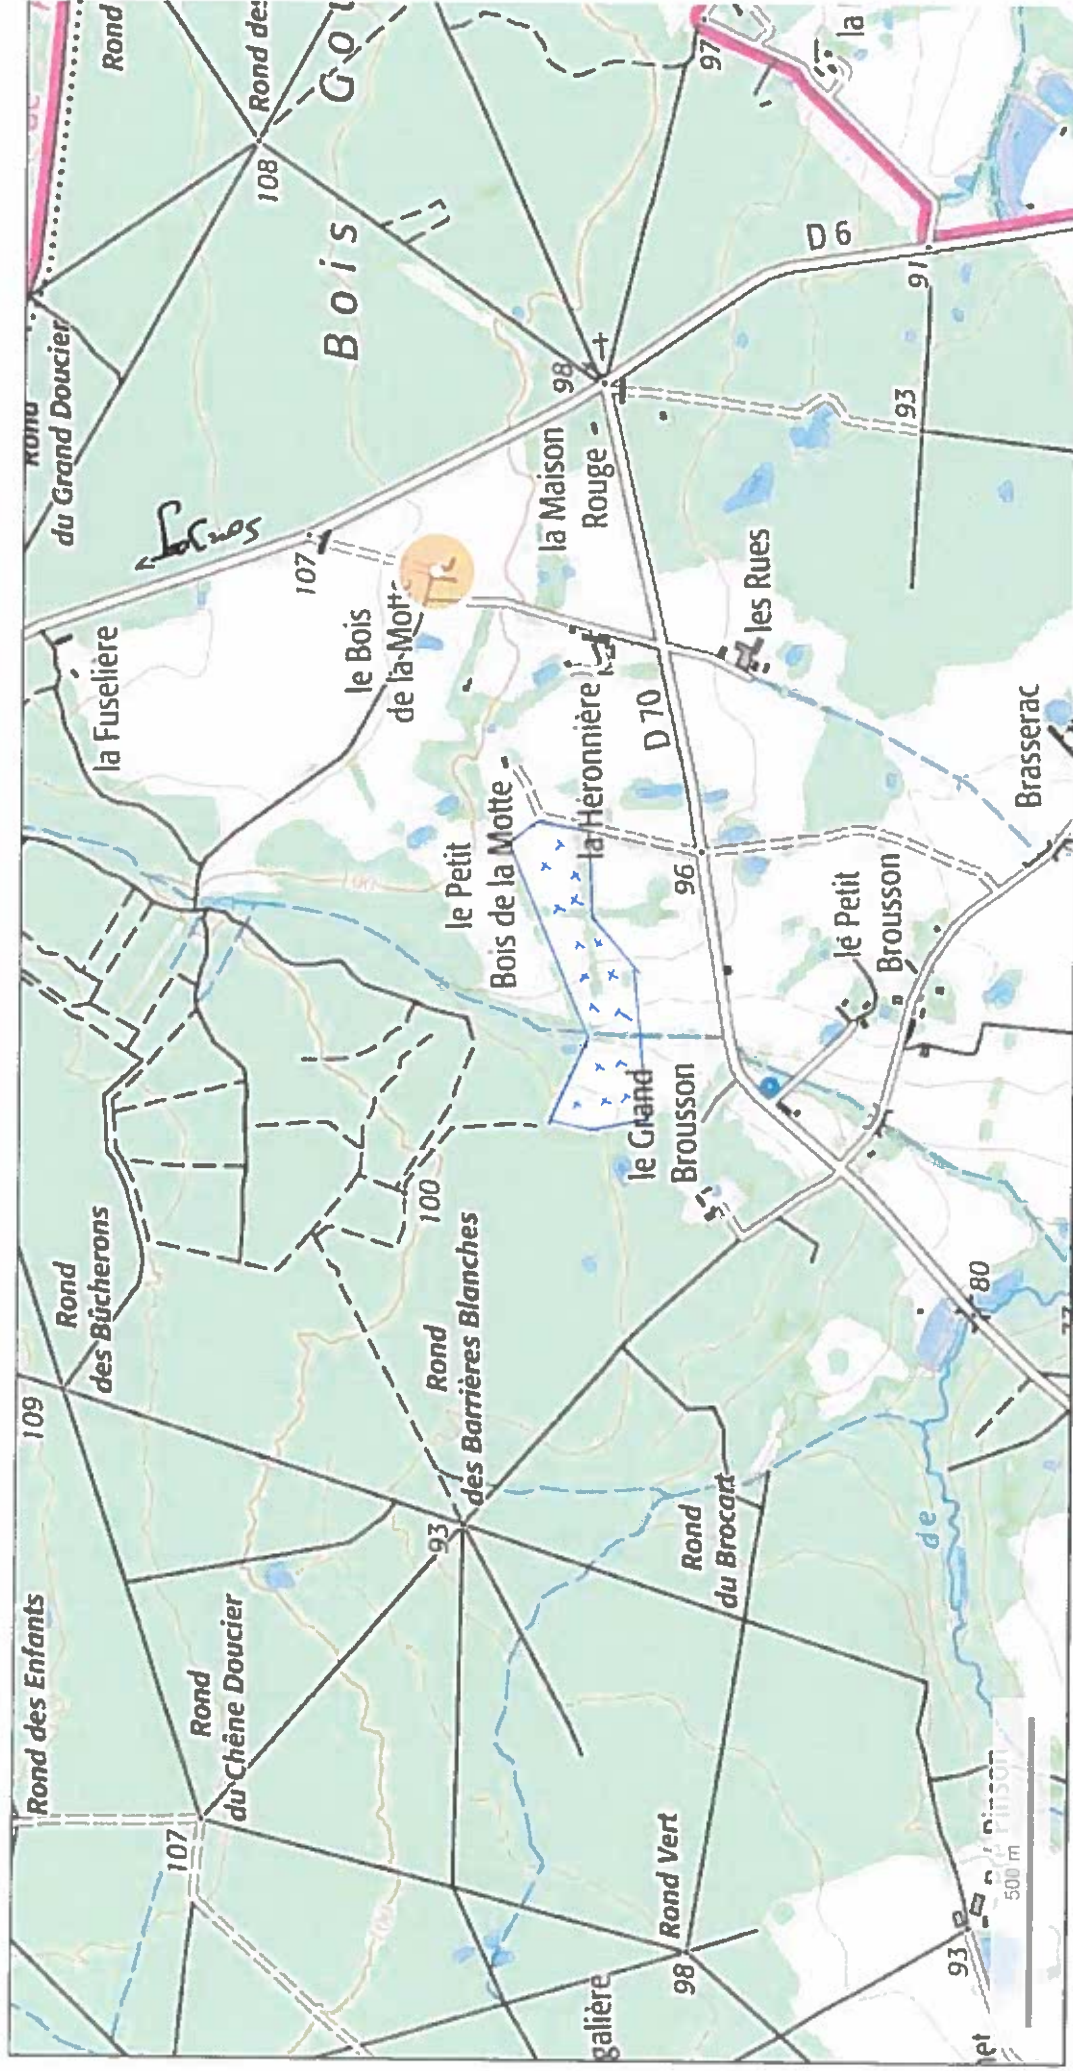 Rond des Enfants
109
Rond
des Bûcherons
la Fuselière
du Grand Doucier
Rond
107
Rond
du Chêne Doucier
107
108
Rond des
Bois
Gou
le Bois
de la Motte
100
93
Rond
des Barrières Blanches
le Petit
Bois de la Motte
la Héronnière
la Maison
Rouge
98
97
la
D 6
91
93
les Rues
D 70
96
le Grand
Brousson
le Petit
Brousson
Brasserac
Rond
du Brocart
Rond Vert
98
galière
80
de
93
500 m